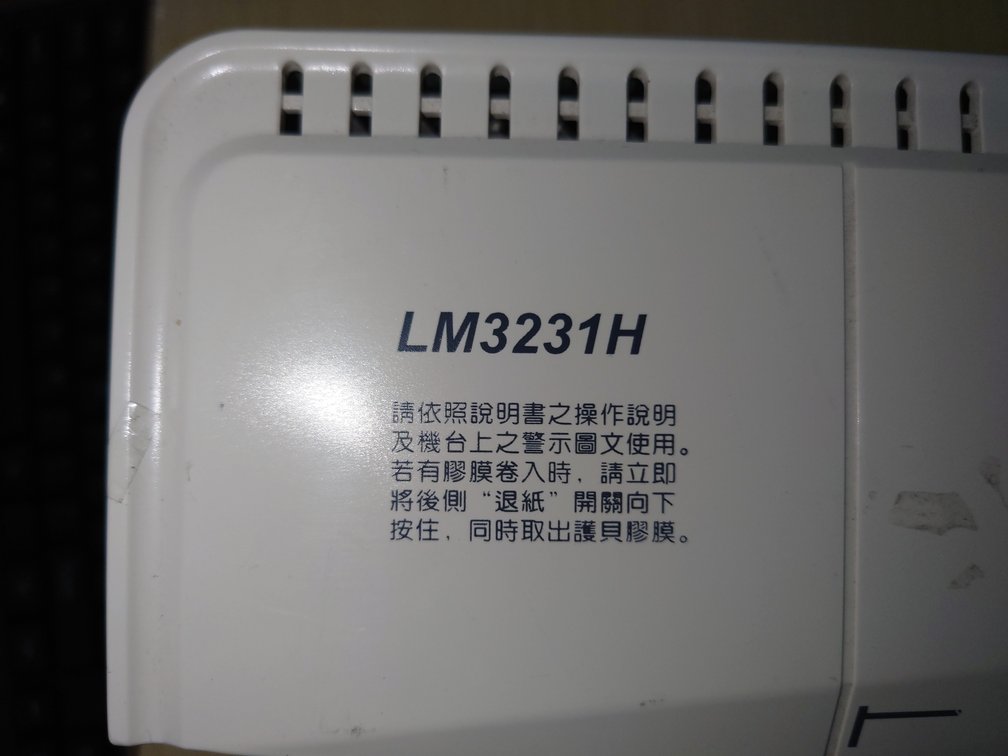 LM3231H
請依照說明書之操作說明
及機台上之警示圖文使用。
若有膠膜卷入時，請立即
將後側“退紙”開關向下
按住，同時取出護貝膠膜。